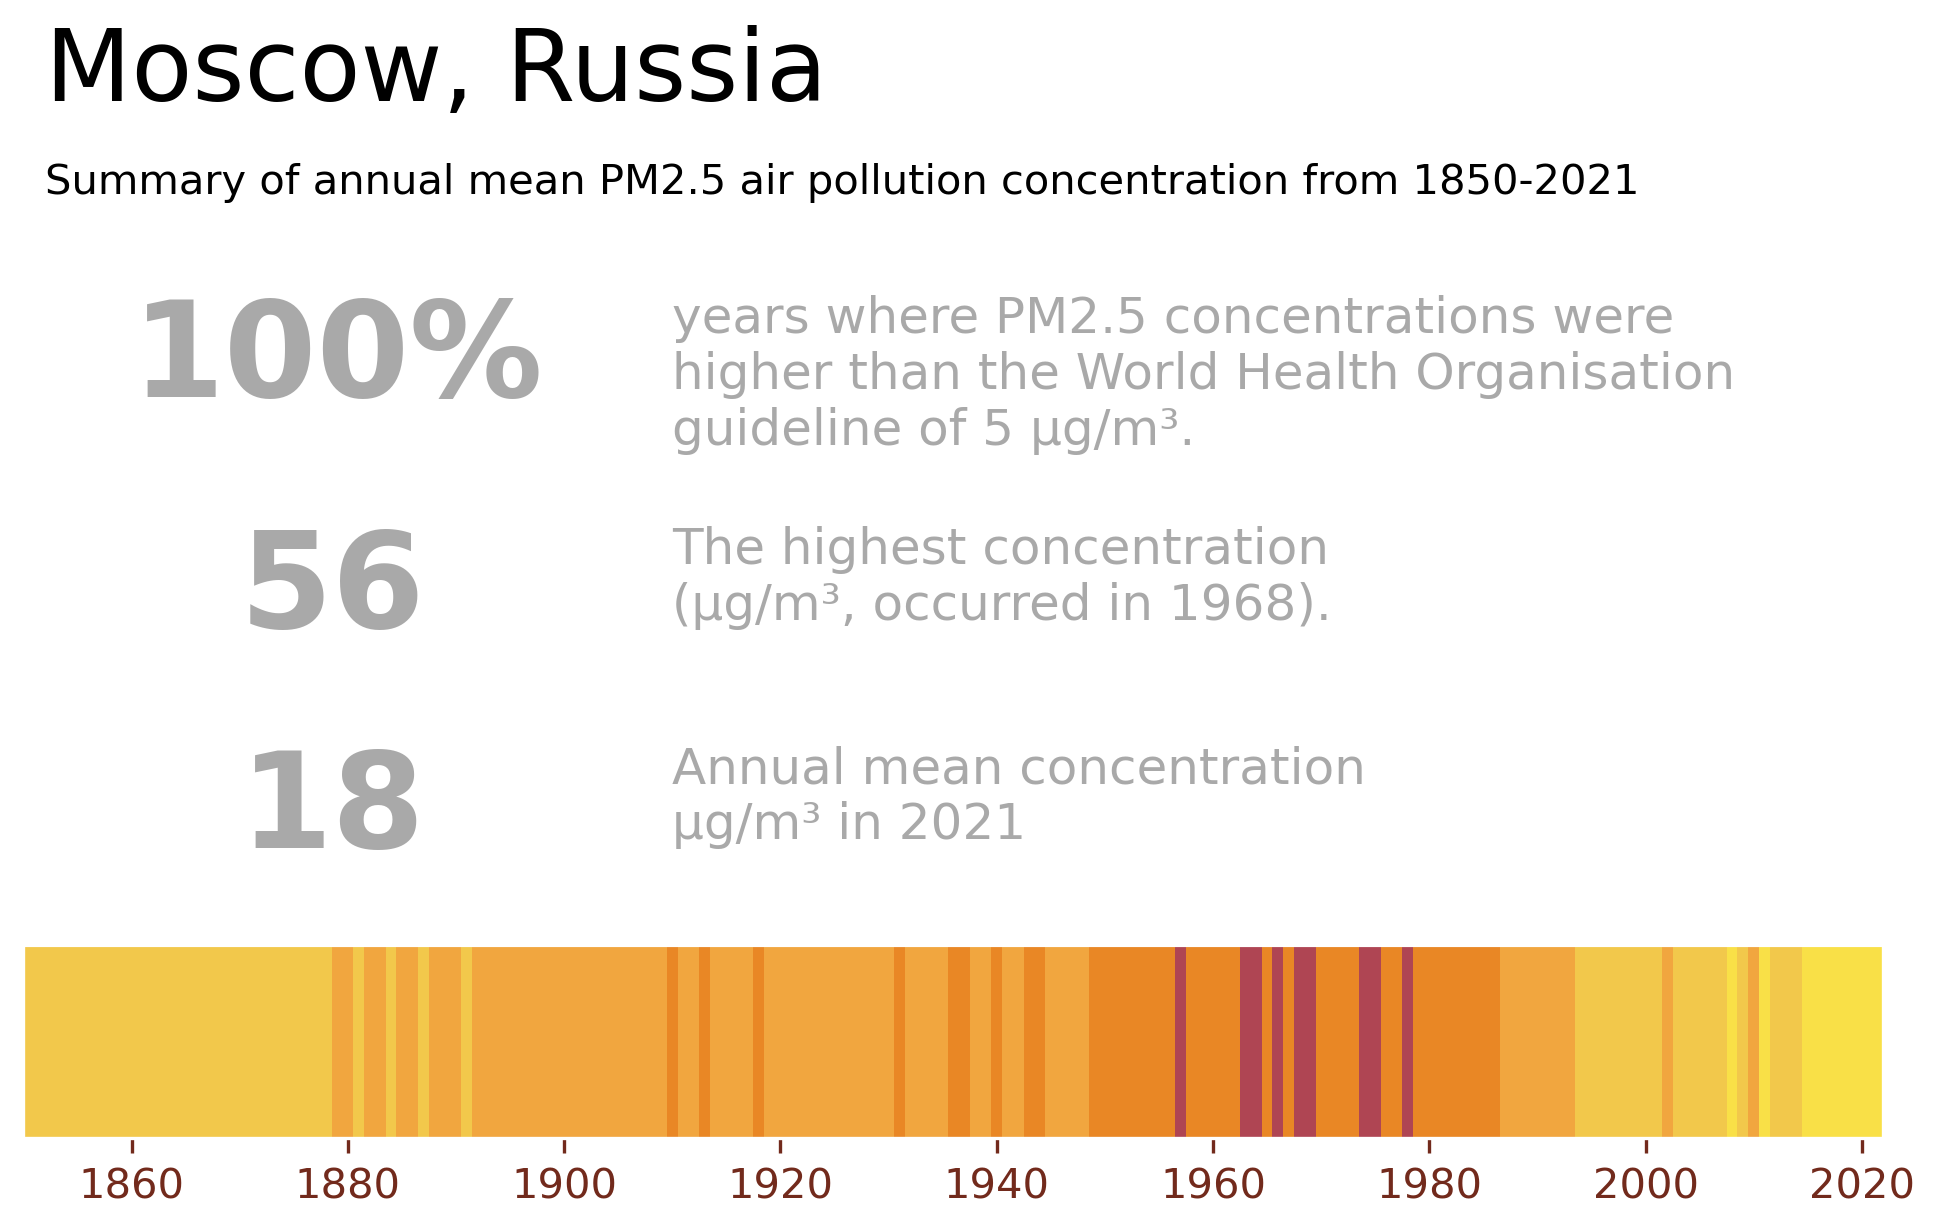 Moscow, Russia
Summary of annual mean PM2.5 air pollution concentration from 1850-2021
100%
years where PM2.5 concentrations were
higher than the World Health Organisation
guideline of 5 µg/m³.
56
The highest concentration
(µg/m³, occurred in 1968).
18
Annual mean concentration
µg/m³ in 2021
1860 1880 1900 1920 1940 1960 1980 2000 2020